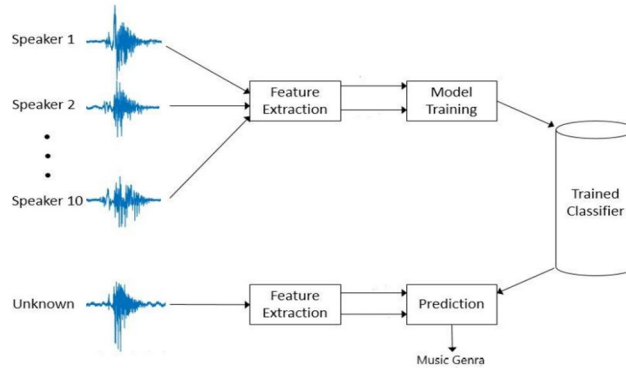 Speaker 1
Speaker 2
Speaker 10
Unknown
Feature
Extraction
Model
Training
Trained
Classifier
Feature
Extraction
Prediction
Music Genra